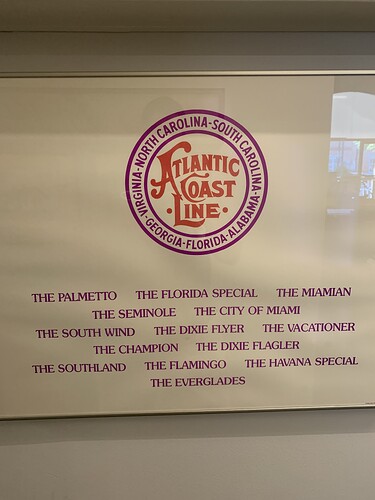 VIRGINIA-NORTH CAROLINA-SOUTH CAROLINA-
ATLANTIC
COAST
·LINE·
GEORGIA-FLORIDA-ALABAMA-
THE PALMETTO THE FLORIDA SPECIAL THE MIAMIAN
THE SEMINOLE THE CITY OF MIAMI
THE SOUTH WIND THE DIXIE FLYER THE VACATIONER
THE CHAMPION THE DIXIE FLAGLER
THE SOUTHLAND THE FLAMINGO THE HAVANA SPECIAL
THE EVERGLADES